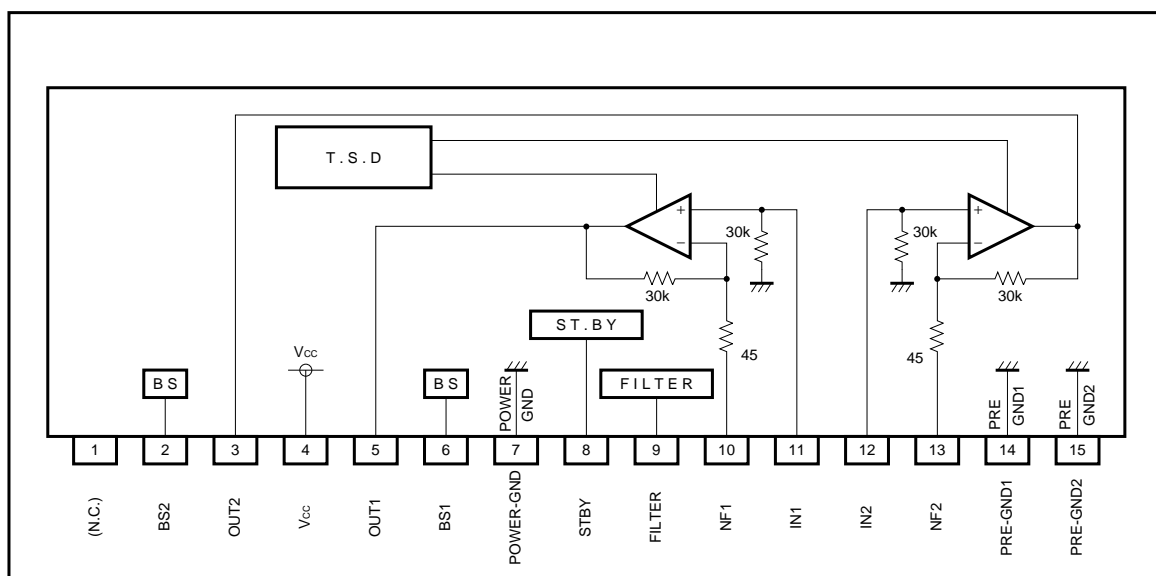 T.S.D
+
−
30k
30k
45
+
−
30k
30k
45
ST.BY
Vcc
BS
BS
POWER
GND
FILTER
PRE
GND1
PRE
GND2
1
2
3
4
5
6
7
8
9
10
11
12
13
14
15
(N.C.)
BS2
OUT2
Vcc
OUT1
BS1
POWER-GND
STBY
FILTER
NF1
IN1
IN2
NF2
PRE-GND1
PRE-GND2